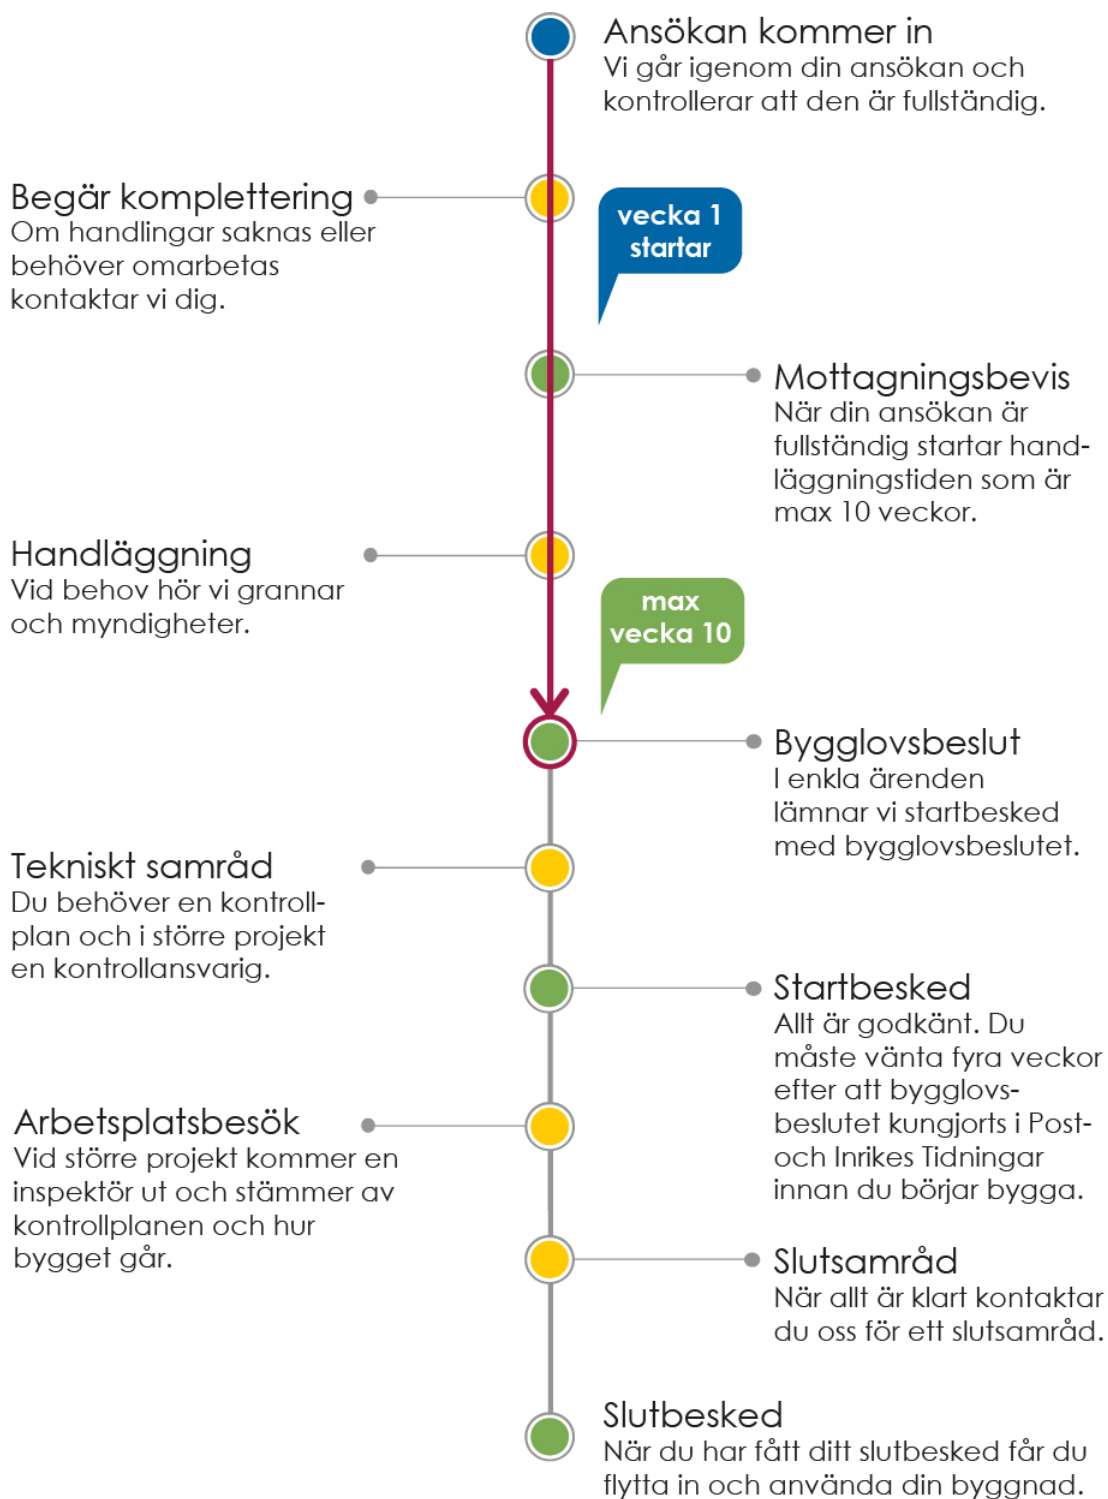 Ansökan kommer in
Vi går igenom din ansökan och
kontrollerar att den är fullständig.
Begär komplettering
Om handlingar saknas eller
behöver omarbetas
kontaktar vi dig.
vecka 1
startar
Mottagningsbevis
När din ansökan är
fullständig startar hand-
läggningstiden som är
max 10 veckor.
Handläggning
Vid behov hör vi grannar
och myndigheter.
max
vecka 10
Bygglovsbeslut
I enkla ärenden
lämnar vi startbesked
med bygglovsbeslutet.
Tekniskt samråd
Du behöver en kontroll-
plan och i större projekt
en kontrollansvarig.
Startbesked
Allt är godkänt. Du
måste vänta fyra veckor
efter att bygglovs-
beslutet kungjorts i Post-
och Inrikes Tidningar
innan du börjar bygga.
Arbetsplatsbesök
Vid större projekt kommer en
inspektör ut och stämmer av
kontrollplanen och hur
bygget går.
Slutsamråd
När allt är klart kontaktar
du oss för ett slutsamråd.
Slutbesked
När du har fått ditt slutbesked får du
flytta in och använda din byggnad.